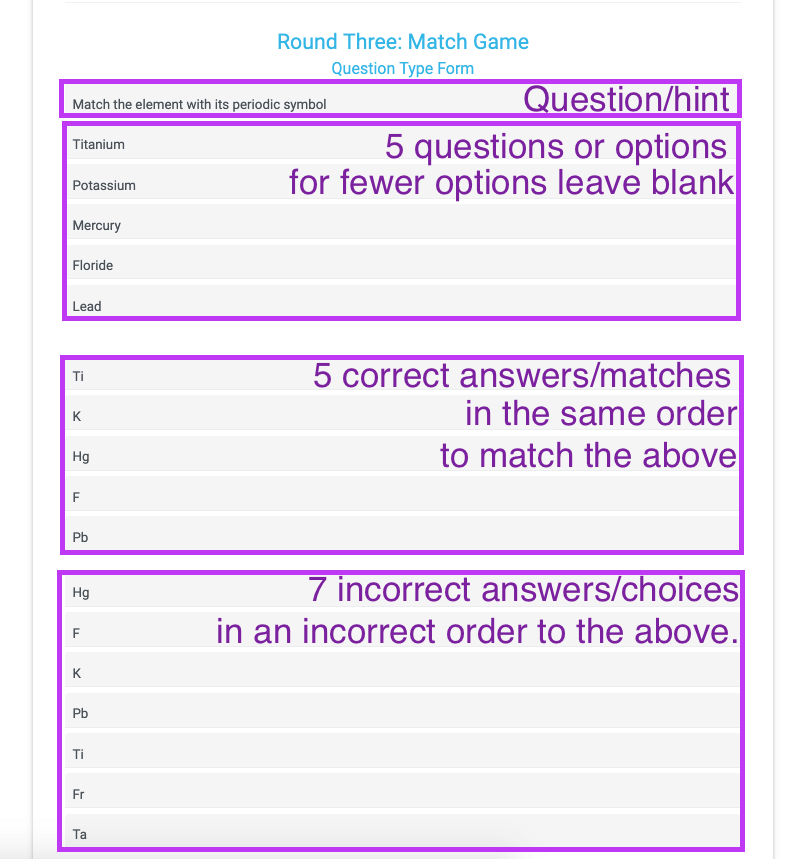 Round Three: Match Game
Question Type Form
Match the element with its periodic symbol Question/hint
Titanium 5 questions or options
Potassium for fewer options leave blank
Mercury
Floride
Lead
Ti 5 correct answers/matches
K in the same order
Hg to match the above
F
Pb
Hg 7 incorrect answers/choices
F in an incorrect order to the above.
K
Pb
Ti
Fr
Ta